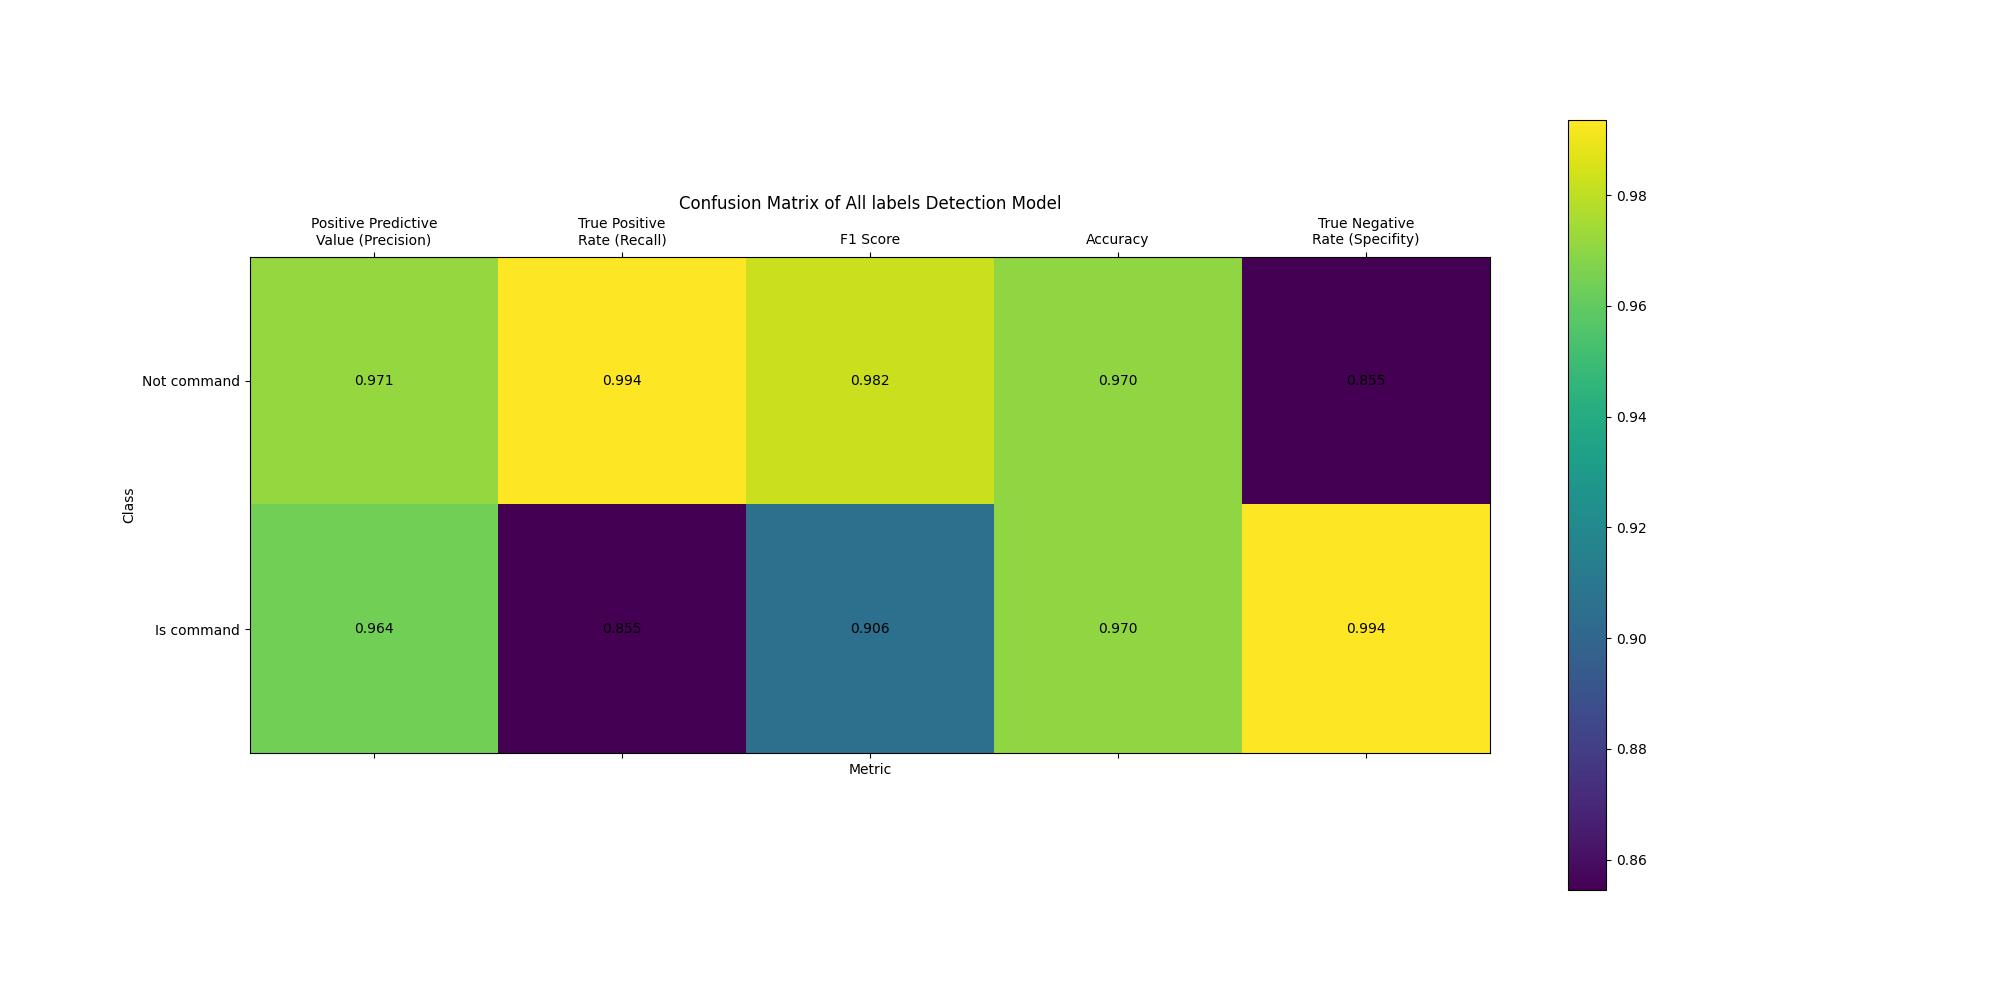 Confusion Matrix of All labels Detection Model
Positive Predictive
Value (Precision)
True Positive
Rate (Recall)
F1 Score
Accuracy
True Negative
Rate (Specifity)
Not command
0.971
0.994
0.982
0.970
0.855
Is command
0.964
0.855
0.906
0.970
0.994
Class
Metric
0.98
0.96
0.94
0.92
0.90
0.88
0.86